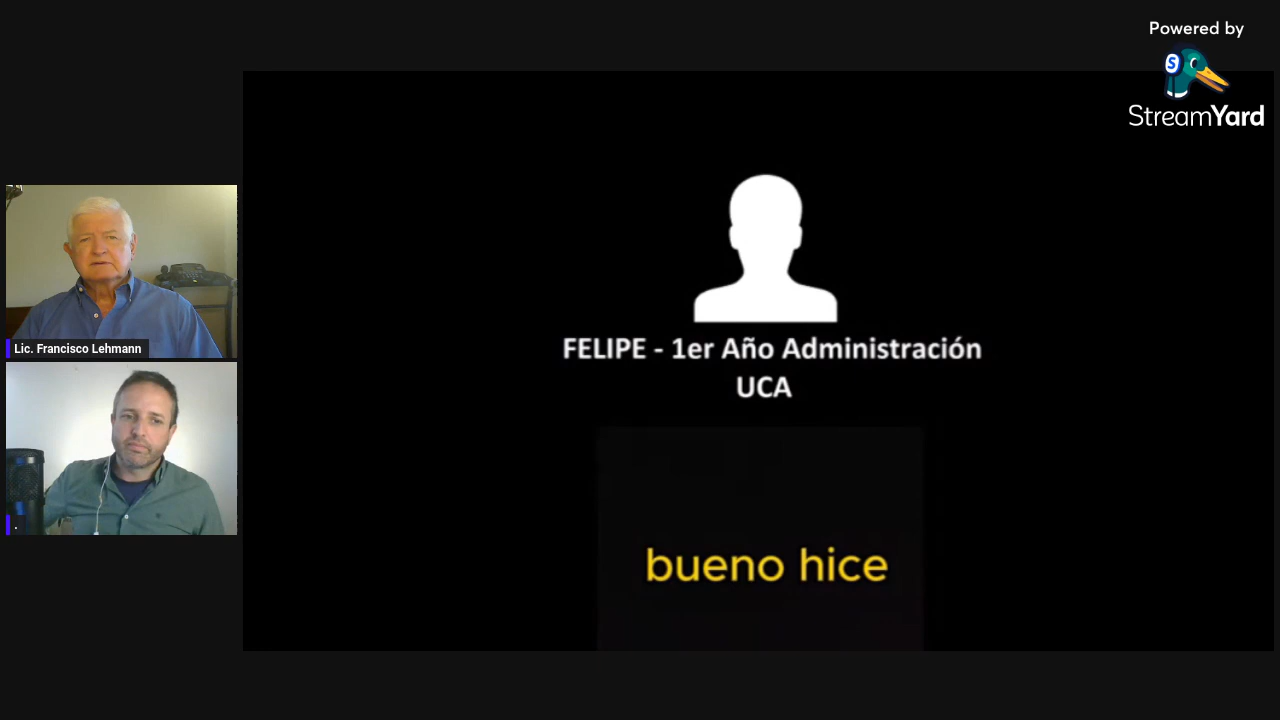 Powered by
S
StreamYard
Lic. Francisco Lehmann
.
FELIPE - 1er Año Administración
UCA
bueno hice